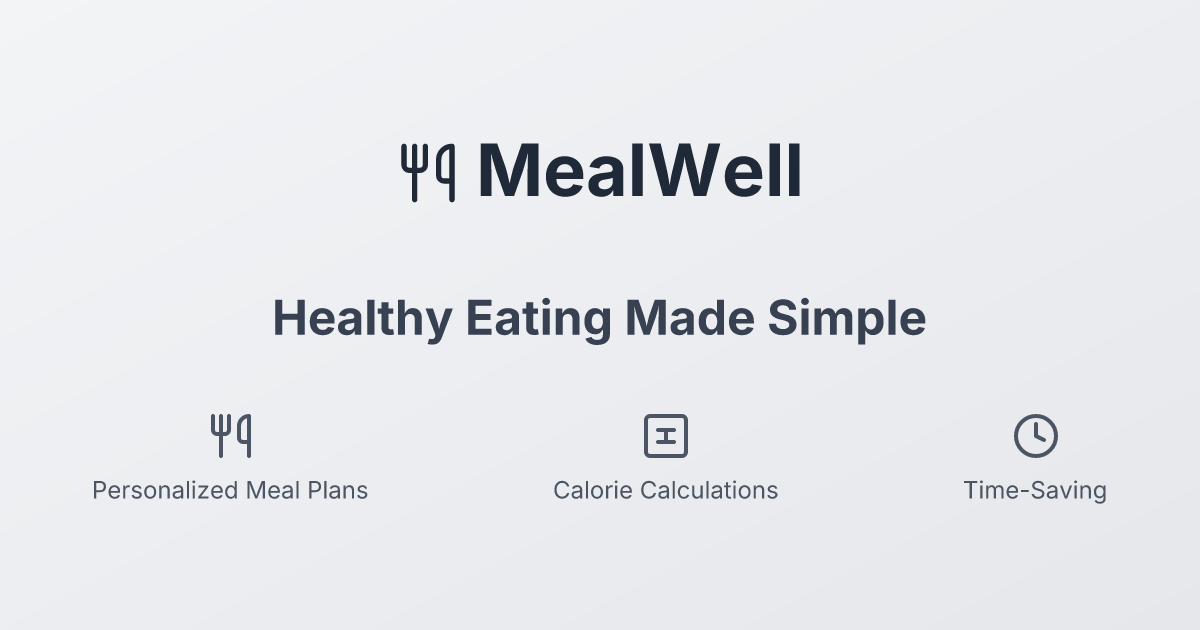 MealWell
Healthy Eating Made Simple
Personalized Meal Plans
Calorie Calculations
Time-Saving